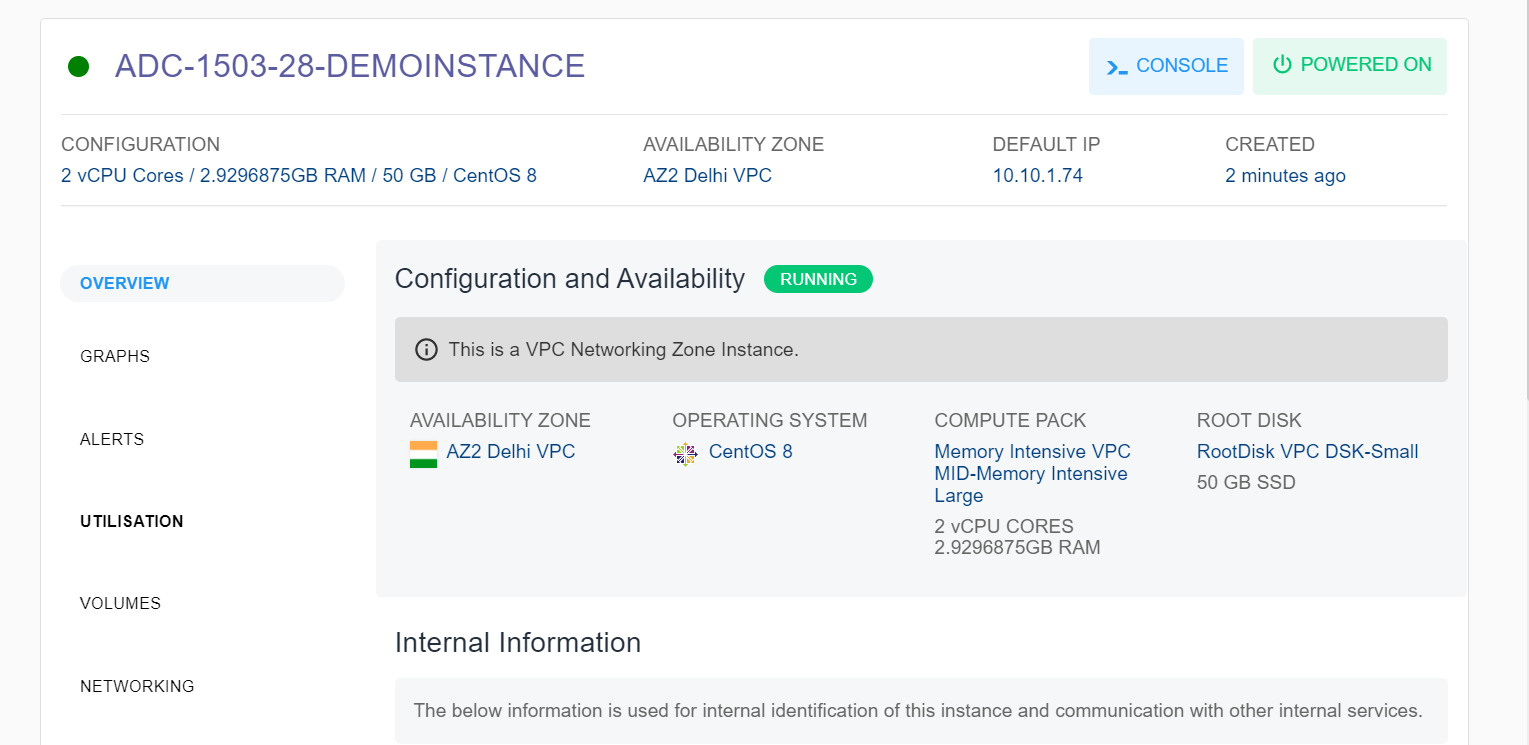 ADC-1503-28-DEMOINSTANCE
CONSOLE
POWERED ON
CONFIGURATION
2 vCPU Cores / 2.9296875GB RAM / 50 GB / CentOS 8
AVAILABILITY ZONE
AZ2 Delhi VPC
DEFAULT IP
10.10.1.74
CREATED
2 minutes ago
OVERVIEW
GRAPHS
ALERTS
UTILISATION
VOLUMES
NETWORKING
Configuration and Availability
RUNNING
This is a VPC Networking Zone Instance.
AVAILABILITY ZONE
AZ2 Delhi VPC
OPERATING SYSTEM
CentOS 8
COMPUTE PACK
Memory Intensive VPC
MID-Memory Intensive
Large
2 vCPU CORES
2.9296875GB RAM
ROOT DISK
RootDisk VPC DSK-Small
50 GB SSD
Internal Information
The below information is used for internal identification of this instance and communication with other internal services.